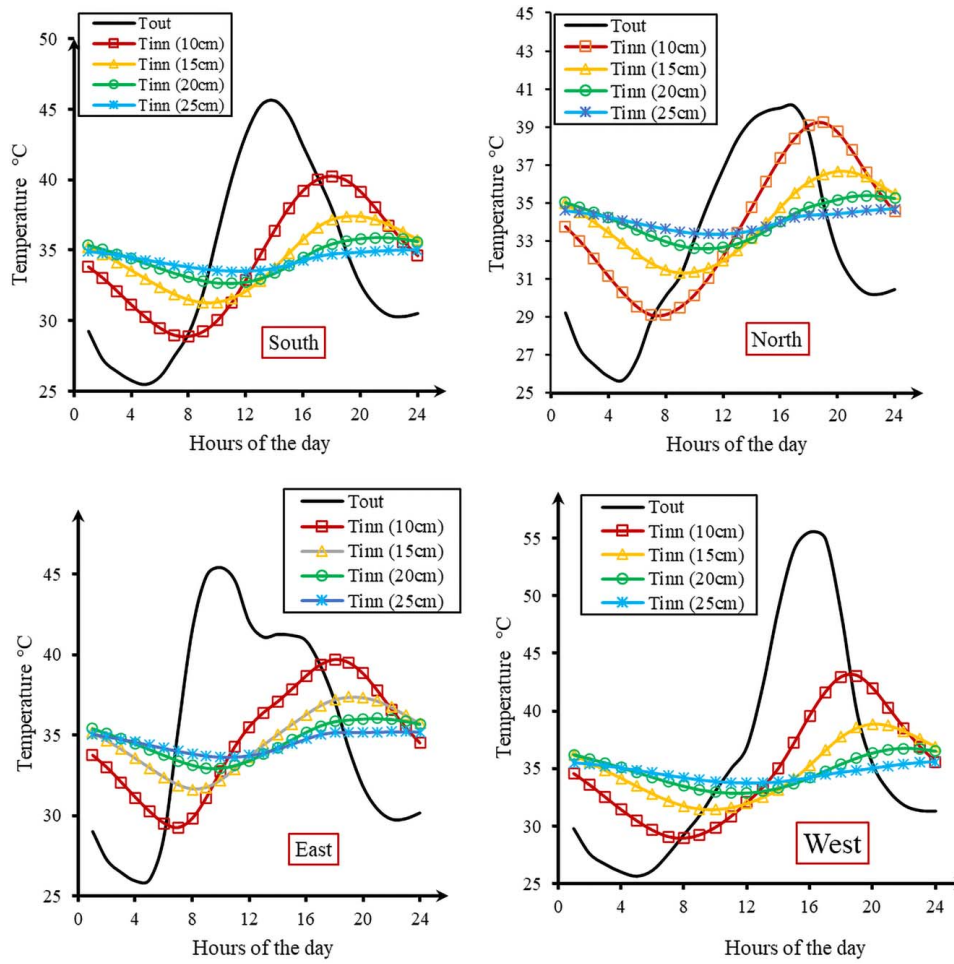 Tout
Tinn (10cm)
Tinn (15cm)
Tinn (20cm)
Tinn (25cm)
50
45
40
35
30
25
0 4 8 12 16 20 24
Temperature °C
Hours of the day
South
Tout
Tinn (10cm)
Tinn (15cm)
Tinn (20cm)
Tinn (25cm)
45
43
41
39
37
35
33
31
29
27
25
0 4 8 12 16 20 24
Temperature °C
Hours of the day
North
Tout
Tinn (10cm)
Tinn (15cm)
Tinn (20cm)
Tinn (25cm)
45
40
35
30
25
0 4 8 12 16 20 24
Temperature °C
Hours of the day
East
Tout
Tinn (10cm)
Tinn (15cm)
Tinn (20cm)
Tinn (25cm)
55
50
45
40
35
30
25
0 4 8 12 16 20 24
Temperature °C
Hours of the day
West